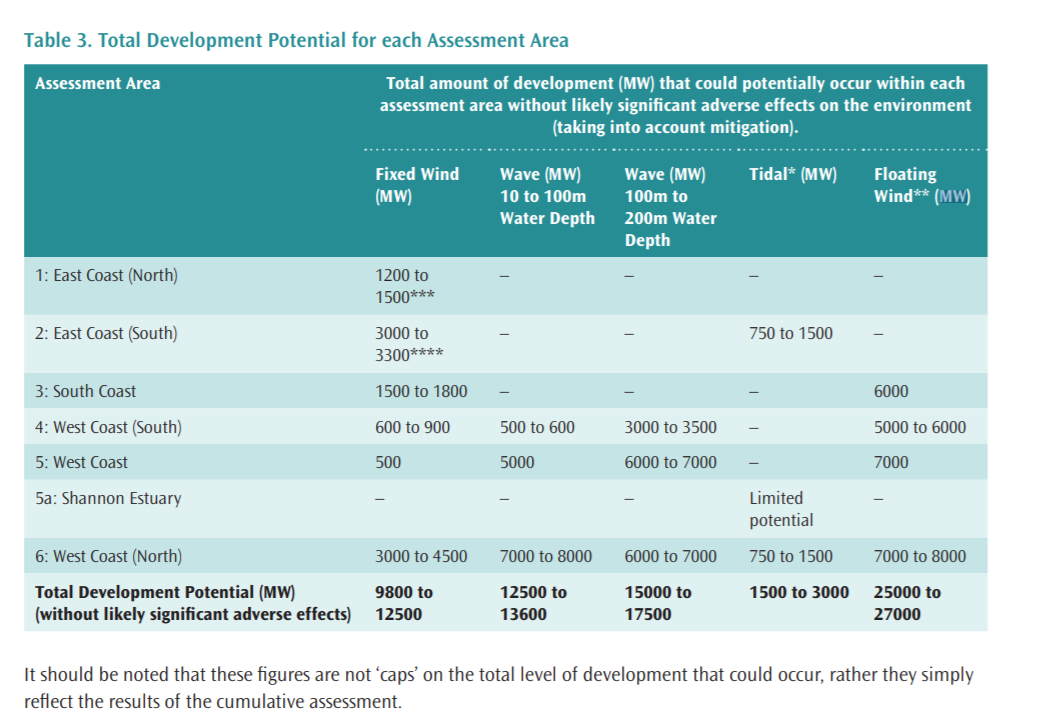 Table 3. Total Development Potential for each Assessment Area
Assessment Area
Total amount of development (MW) that could potentially occur within each
assessment area without likely significant adverse effects on the environment
(taking into account mitigation).
Fixed Wind
(MW)
Wave (MW)
10 to 100m
Water Depth
Wave (MW)
100m to
200m Water
Depth
Tidal* (MW)
Floating
Wind** (MW)
1: East Coast (North)
1200 to
1500***
–
–
–
–
2: East Coast (South)
3000 to
3300****
–
–
750 to 1500
–
3: South Coast
1500 to 1800
–
–
–
6000
4: West Coast (South)
600 to 900
500 to 600
3000 to 3500
–
5000 to 6000
5: West Coast
500
5000
6000 to 7000
–
7000
5a: Shannon Estuary
–
–
–
Limited
potential
–
6: West Coast (North)
3000 to 4500
7000 to 8000
6000 to 7000
750 to 1500
7000 to 8000
Total Development Potential (MW)
(without likely significant adverse effects)
9800 to
12500
12500 to
13600
15000 to
17500
1500 to 3000
25000 to
27000
It should be noted that these figures are not ‘caps’ on the total level of development that could occur, rather they simply
reflect the results of the cumulative assessment.